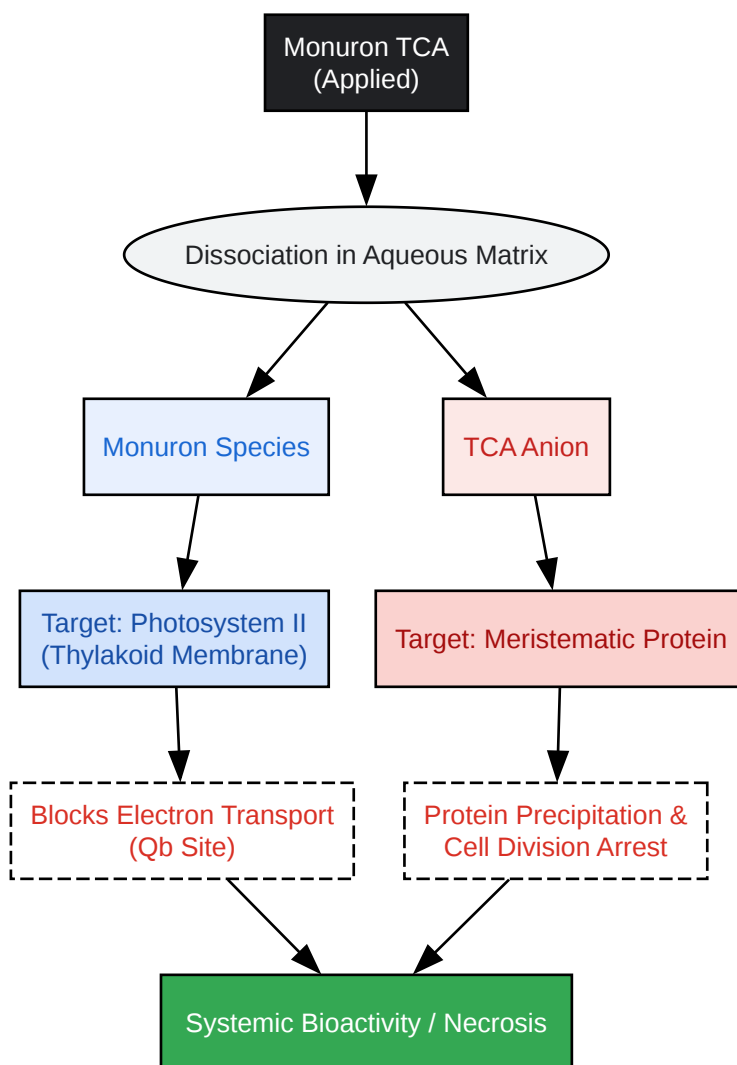 Monuron TCA
(Applied)
Dissociation in Aqueous Matrix
Monuron Species
TCA Anion
Target: Photosystem II
(Thylakoid Membrane)
Target: Meristematic Protein
Blocks Electron Transport
(Qb Site)
Protein Precipitation &
Cell Division Arrest
Systemic Bioactivity / Necrosis